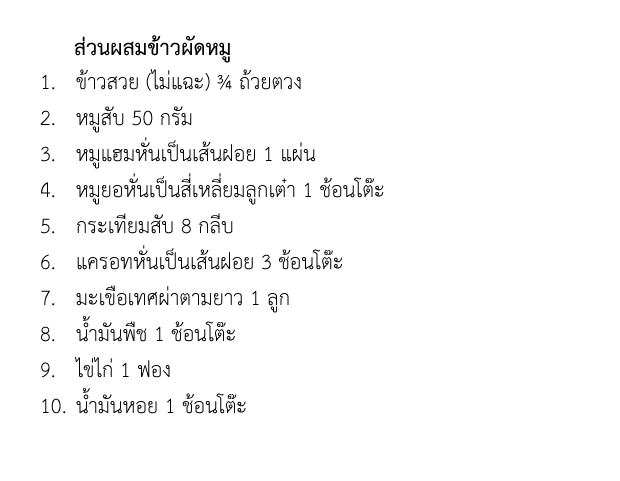 ส่วนผสมข้าวผัดหมู
1. ข้าวสวย (ไม่แฉะ) ¾ ถ้วยตวง
2. หมูสับ 50 กรัม
3. หมูแฮมหั่นเป็นเส้นฝอย 1 แผ่น
4. หมูยอหั่นเป็นสี่เหลี่ยมลูกเต๋า 1 ช้อนโต๊ะ
5. กระเทียมสับ 8 กลีบ
6. แครอทหั่นเป็นเส้นฝอย 3 ช้อนโต๊ะ
7. มะเขือเทศผ่าตามยาว 1 ลูก
8. น้ำมันพืช 1 ช้อนโต๊ะ
9. ไข่ไก่ 1 ฟอง
10. น้ำมันหอย 1 ช้อนโต๊ะ